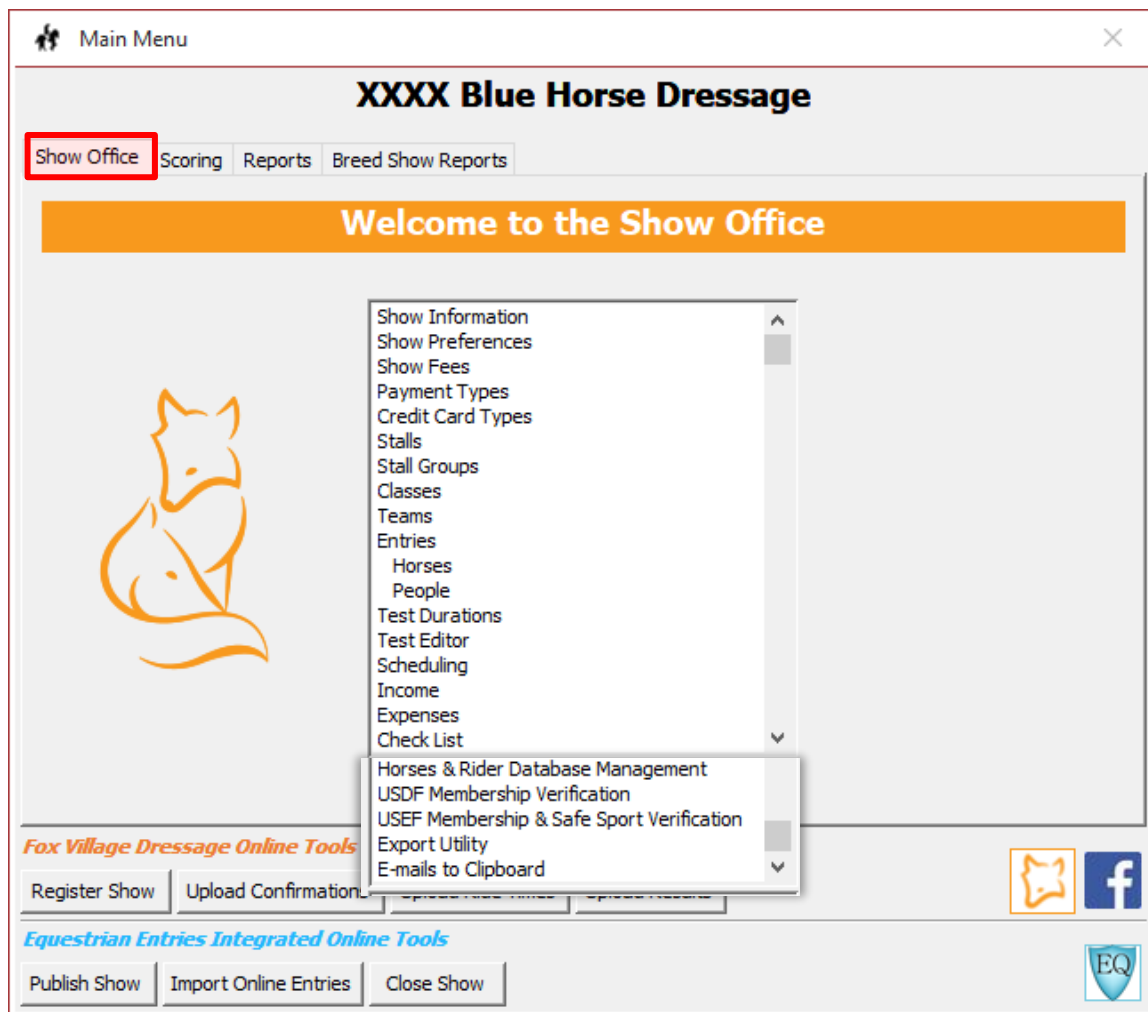 Main Menu
XXXX Blue Horse Dressage
Show Office Scoring Reports Breed Show Reports
Welcome to the Show Office
Show Information
Show Preferences
Show Fees
Payment Types
Credit Card Types
Stalls
Stall Groups
Classes
Teams
Entries
Horses
People
Test Durations
Test Editor
Scheduling
Income
Expenses
Check List
Horses & Rider Database Management
USDF Membership Verification
USEF Membership & Safe Sport Verification
Export Utility
E-mails to Clipboard
Fox Village Dressage Online Tools
Register Show Upload Confirmations
Equestrian Entries Integrated Online Tools
Publish Show Import Online Entries Close Show
EQ